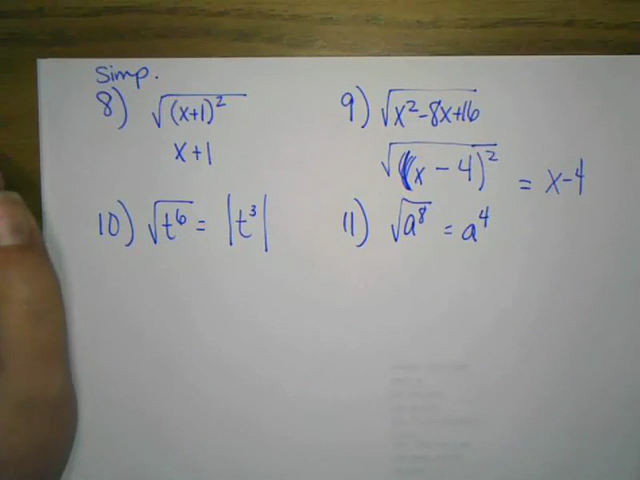 Simp.
8) √(x+1)²
x+1
9) √x²-8x+16
√(x-4)² = x-4
10) √t⁶ = |t³|
11) √a⁸ = a⁴